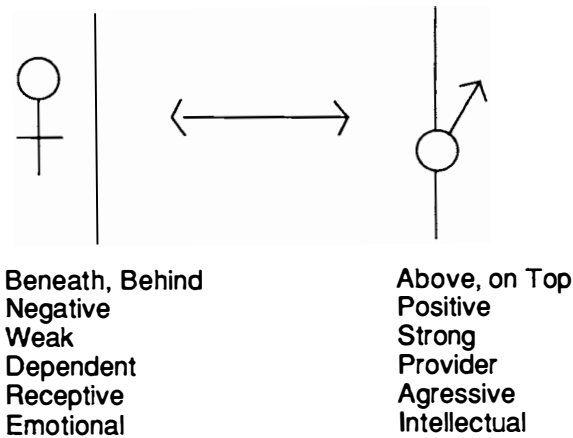 Beneath, Behind
Negative
Weak
Dependent
Receptive
Emotional
Above, on Top
Positive
Strong
Provider
Agressive
Intellectual